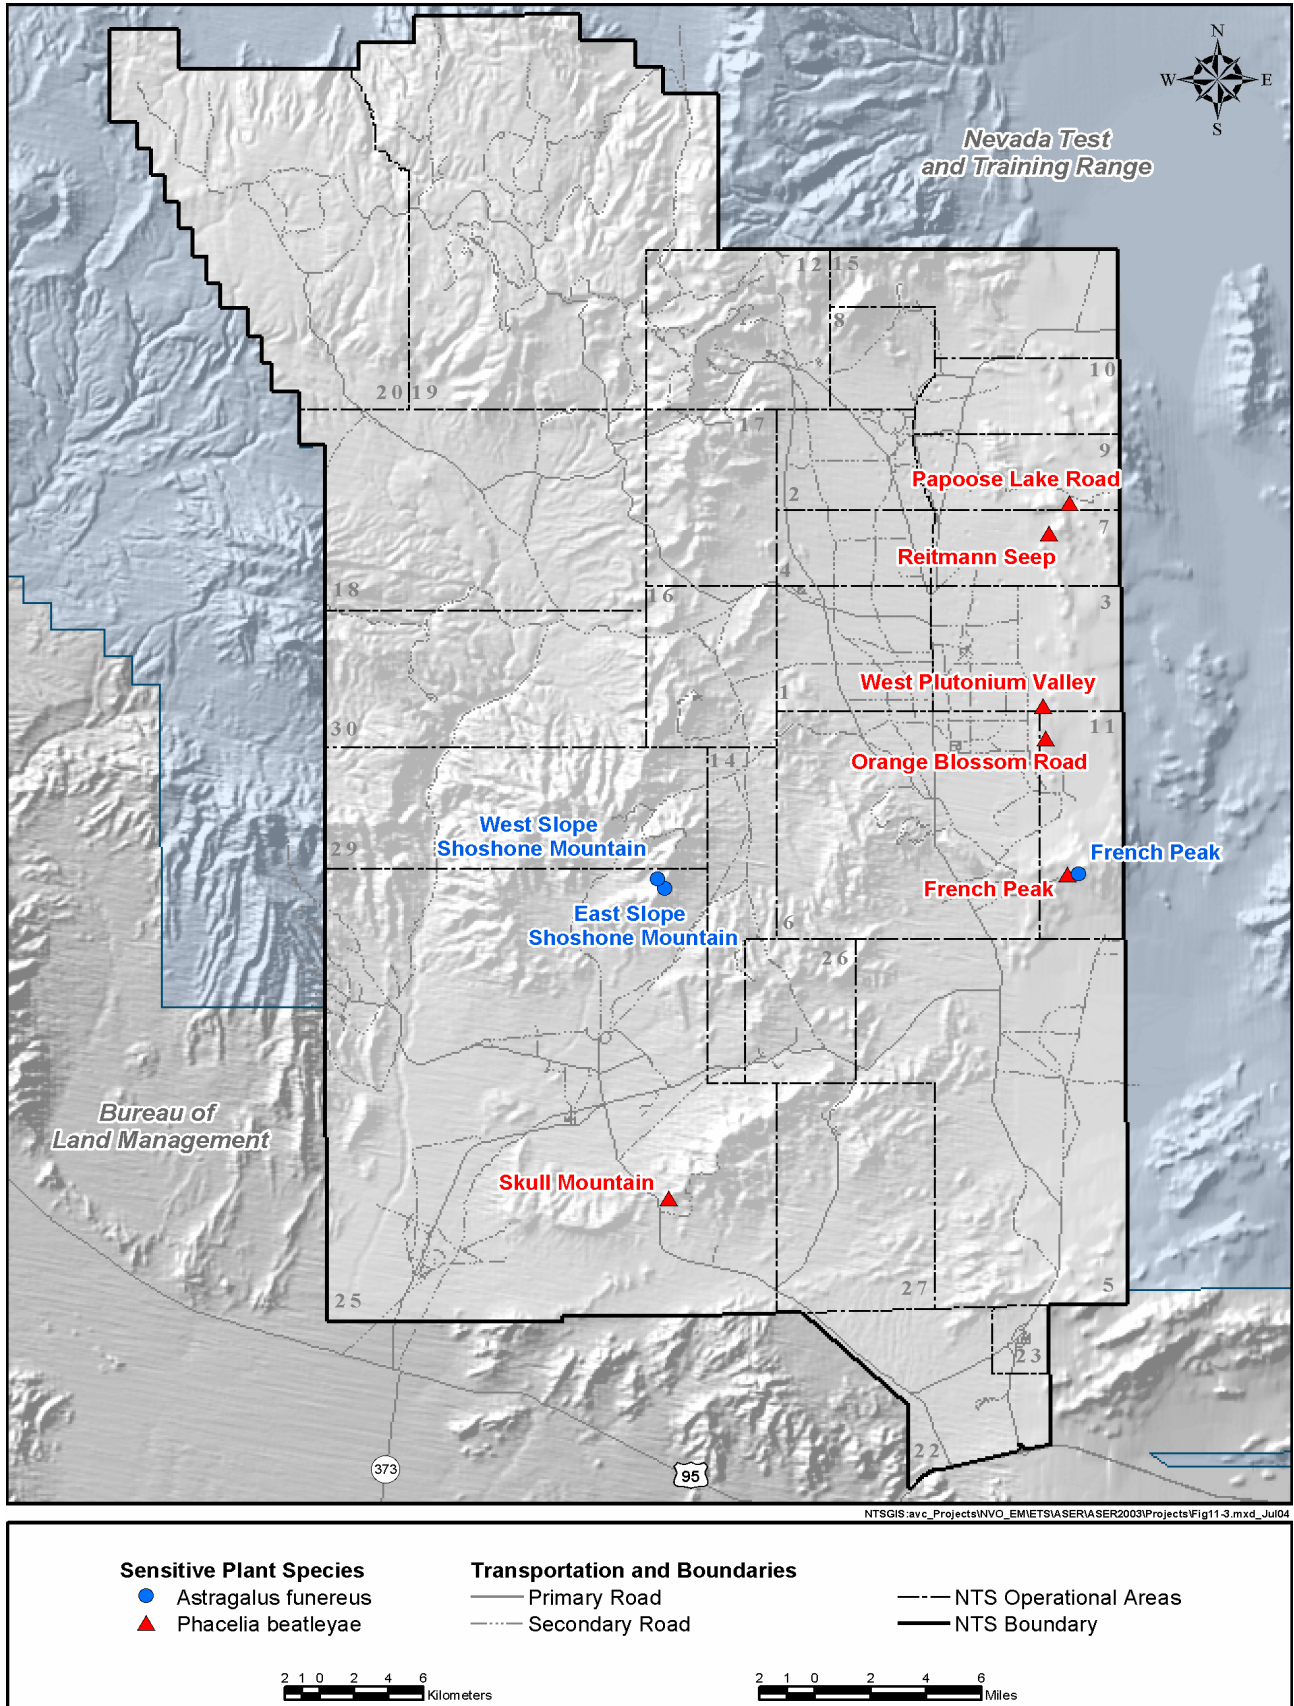 N
W E
S
Nevada Test
and Training Range
12 15
8
10
20 19
17
9
Papoose Lake Road
2
7
Reitmann Seep
4
18
16
3
West Plutonium Valley
1
11
30
14
Orange Blossom Road
West Slope
Shoshone Mountain
29
French Peak
French Peak
East Slope
Shoshone Mountain
6
26
Bureau of
Land Management
Skull Mountain
25
27
5
23
22
373
95
NTSGIS:avc_Projects\NVO_EM\ETS\ASER\ASER2003\Projects\Fig11-3.mxd_Jul04
Sensitive Plant Species
Astragalus funereus
Phacelia beatleyae
Transportation and Boundaries
Primary Road
Secondary Road
NTS Operational Areas
NTS Boundary
2 1 0 2 4 6
Kilometers
2 1 0 2 4 6
Miles